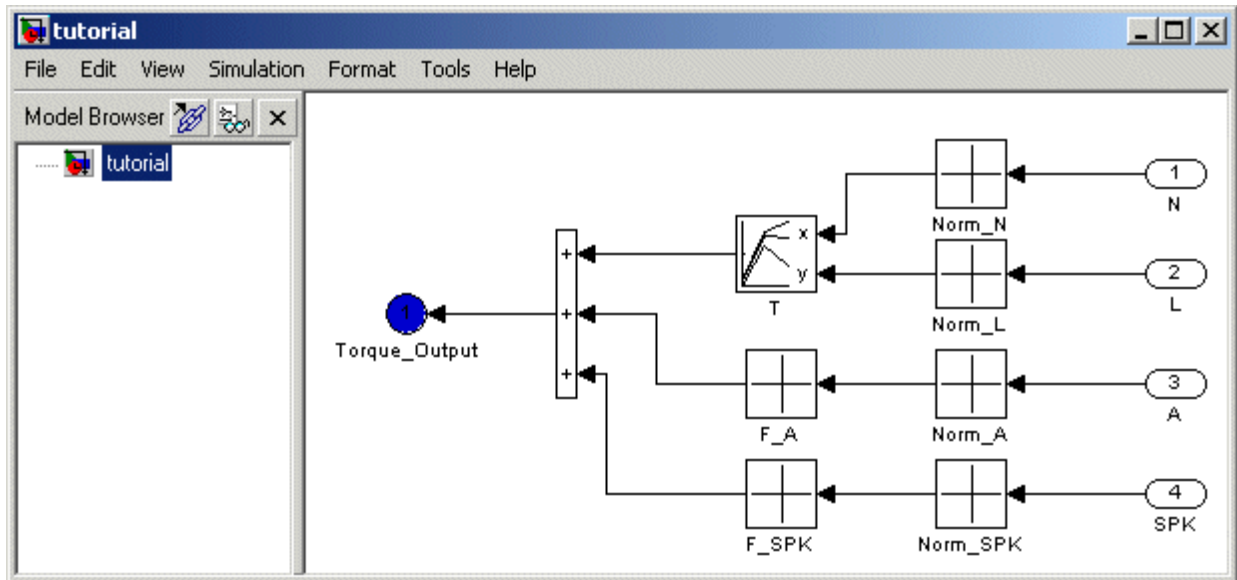 tutorial
File Edit View Simulation Format Tools Help
Model Browser
tutorial
1
N
Norm_N
x
y
T
2
L
Norm_L
+
+
+
1
Torque_Output
3
A
Norm_A
F_A
4
SPK
Norm_SPK
F_SPK